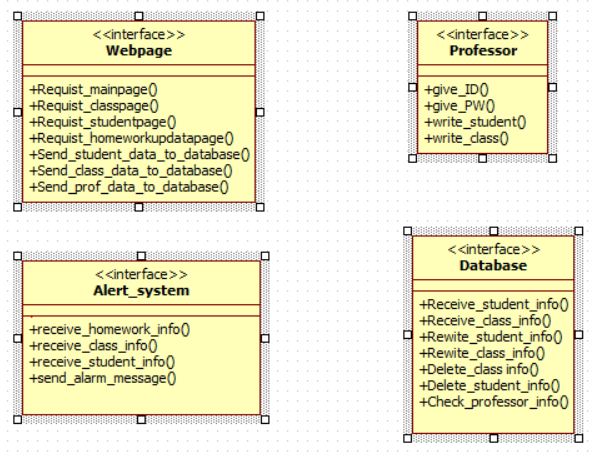 <<interface>>
Webpage
+Requist_mainpage()
+Requist_classpage()
+Requist_studentpage()
+Requist_homeworkupdatapage()
+Send_student_data_to_database()
+Send_class_data_to_database()
+Send_prof_data_to_database()
<<interface>>
Professor
+give_ID()
+give_PW()
+write_student()
+write_class()
<<interface>>
Alert_system
+receive_homework_info()
+receive_class_info()
+receive_student_info()
+send_alarm_message()
<<interface>>
Database
+Receive_student_info()
+Receive_class_info()
+Rewite_student_info()
+Rewite_class_info()
+Delete_class info()
+Delete_student_info()
+Check_professor_info()